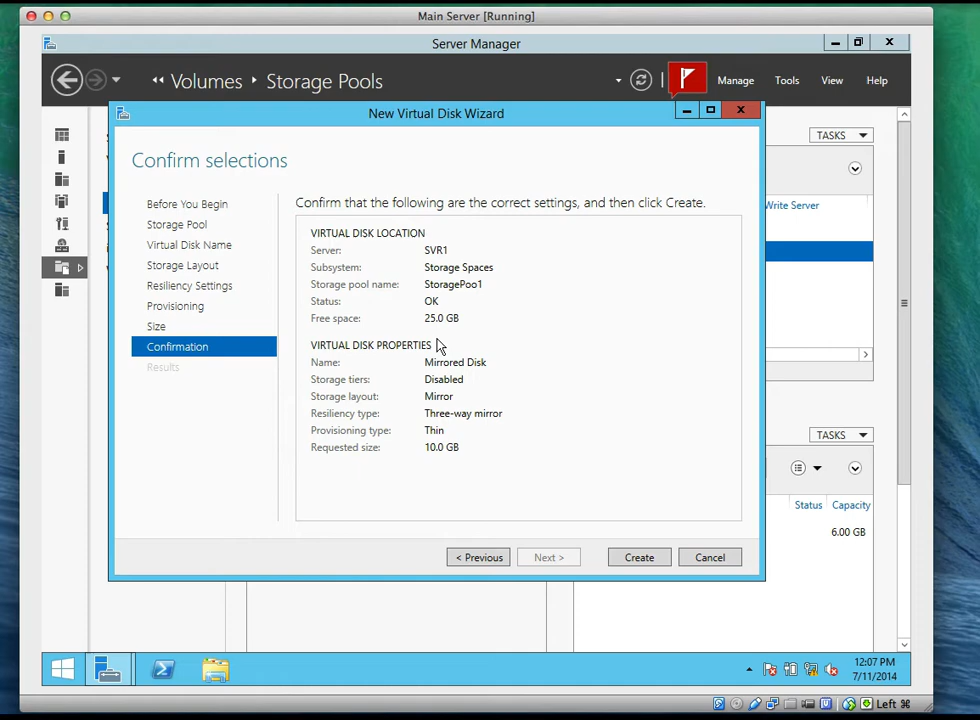 Main Server [Running]
Server Manager
Volumes
Storage Pools
Manage
Tools
View
Help
New Virtual Disk Wizard
TASKS
Confirm selections
Before You Begin
Storage Pool
Virtual Disk Name
Storage Layout
Resiliency Settings
Provisioning
Size
Confirmation
Results
Confirm that the following are the correct settings, and then click Create.
VIRTUAL DISK LOCATION
Server: SVR1
Subsystem: Storage Spaces
Storage pool name: StoragePoo1
Status: OK
Free space: 25.0 GB
VIRTUAL DISK PROPERTIES
Name: Mirrored Disk
Storage tiers: Disabled
Storage layout: Mirror
Resiliency type: Three-way mirror
Provisioning type: Thin
Requested size: 10.0 GB
< Previous
Next >
Create
Cancel
Write Server
TASKS
Status Capacity
6.00 GB
12:07 PM
7/11/2014
Left ⌘